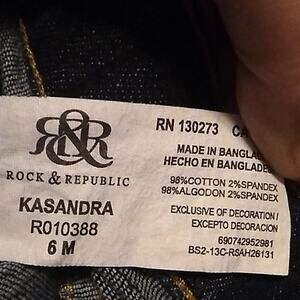 R&R
ROCK & REPUBLIC
KASANDRA
R010388
6 M
RN 130273
MADE IN
HECHO EN
98%COTTON 2%SPANDEX
98%ALGODON 2%SPANDEX
EXCLUSIVE OF DECORATION/
EXCEPTO DECORACION
690742952981
BS2-13C-RSAH26131